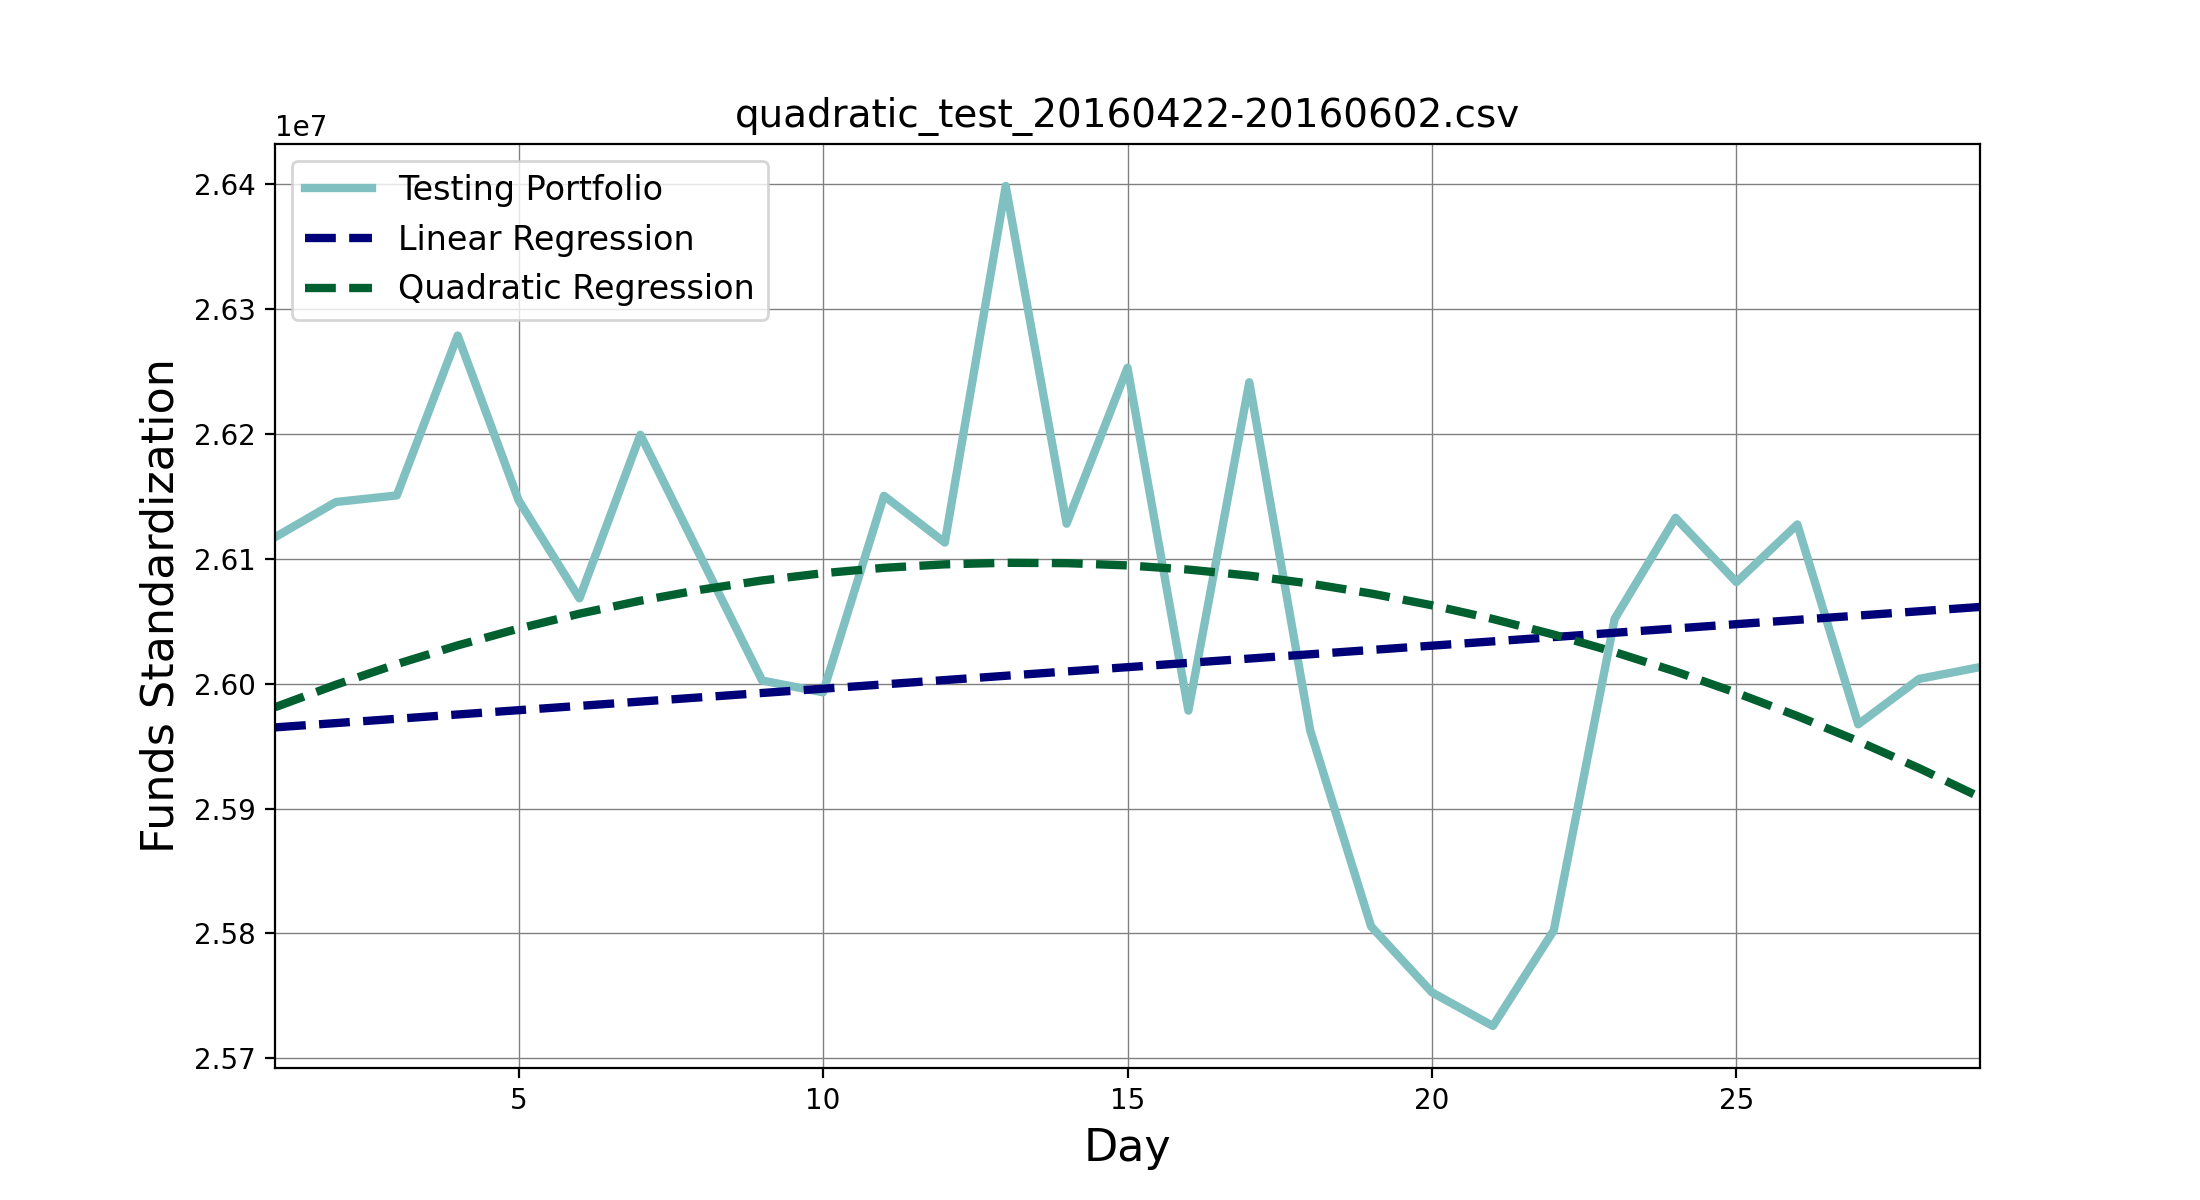 quadratic_test_20160422-20160602.csv
1e7
Testing Portfolio
Linear Regression
Quadratic Regression
2.64
2.63
2.62
2.61
2.60
2.59
2.58
2.57
Funds Standardization
5 10 15 20 25
Day